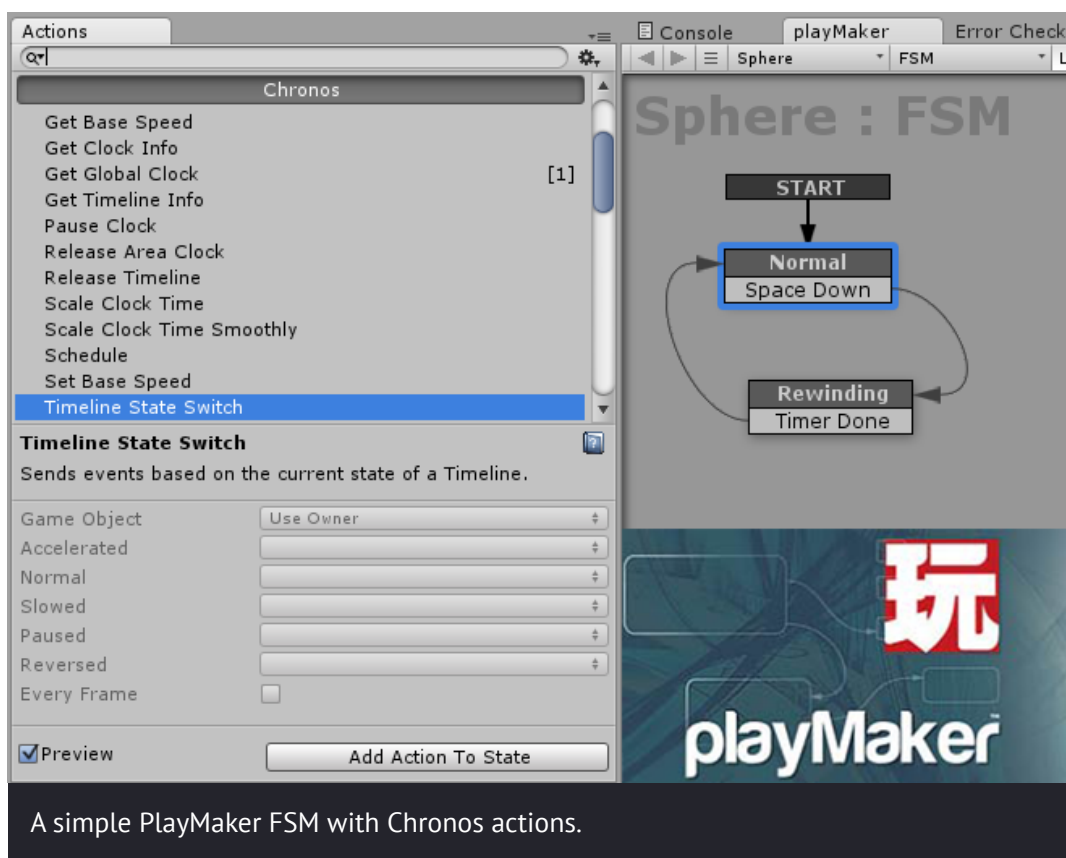 Actions
Chronos
Get Base Speed
Get Clock Info
Get Global Clock [1]
Get Timeline Info
Pause Clock
Release Area Clock
Release Timeline
Scale Clock Time
Scale Clock Time Smoothly
Schedule
Set Base Speed
Timeline State Switch
Timeline State Switch
Sends events based on the current state of a Timeline.
Game Object Use Owner
Accelerated
Normal
Slowed
Paused
Reversed
Every Frame
Preview Add Action To State
Console playMaker Error Check
Sphere FSM L
Sphere : FSM
START
Normal
Space Down
Rewinding
Timer Done
玩
playMaker™
A simple PlayMaker FSM with Chronos actions.